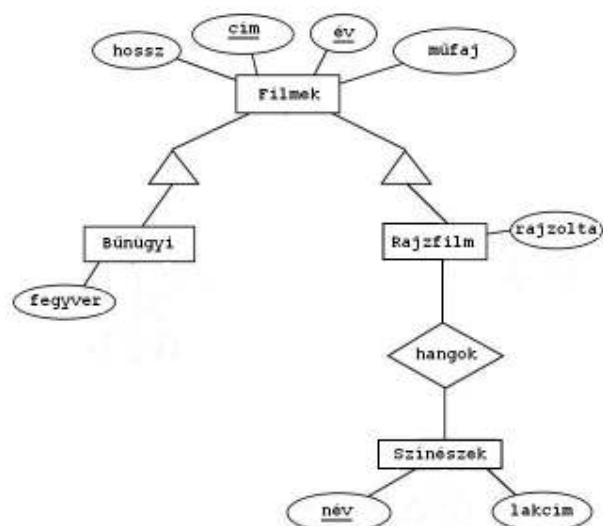 cím
év
hossz
műfaj
Filmek
Bűnügyi
Rajzfilm
rajzolta
fegyver
hangok
Színészek
név
lakcím